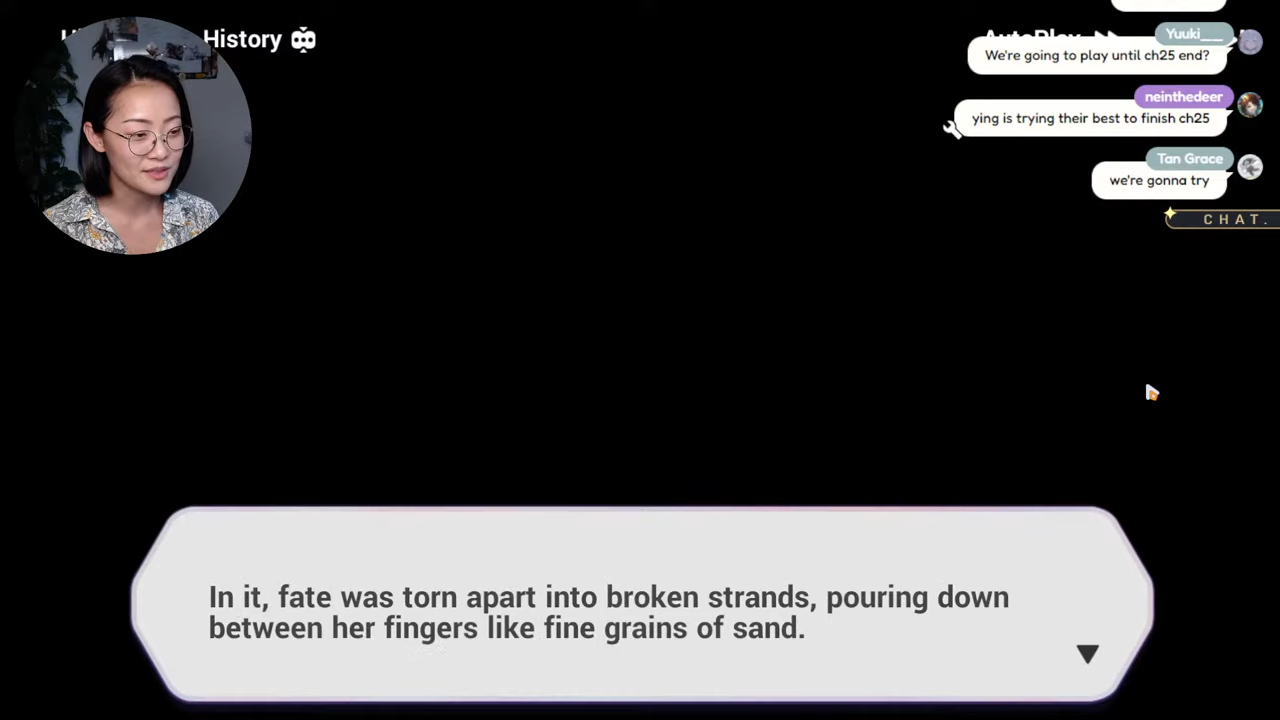 History
AutoPlay
Yuuki__
We're going to play until ch25 end?
neinthedeer
ying is trying their best to finish ch25
Tan Grace
we're gonna try
CHAT.
In it, fate was torn apart into broken strands, pouring down
between her fingers like fine grains of sand.